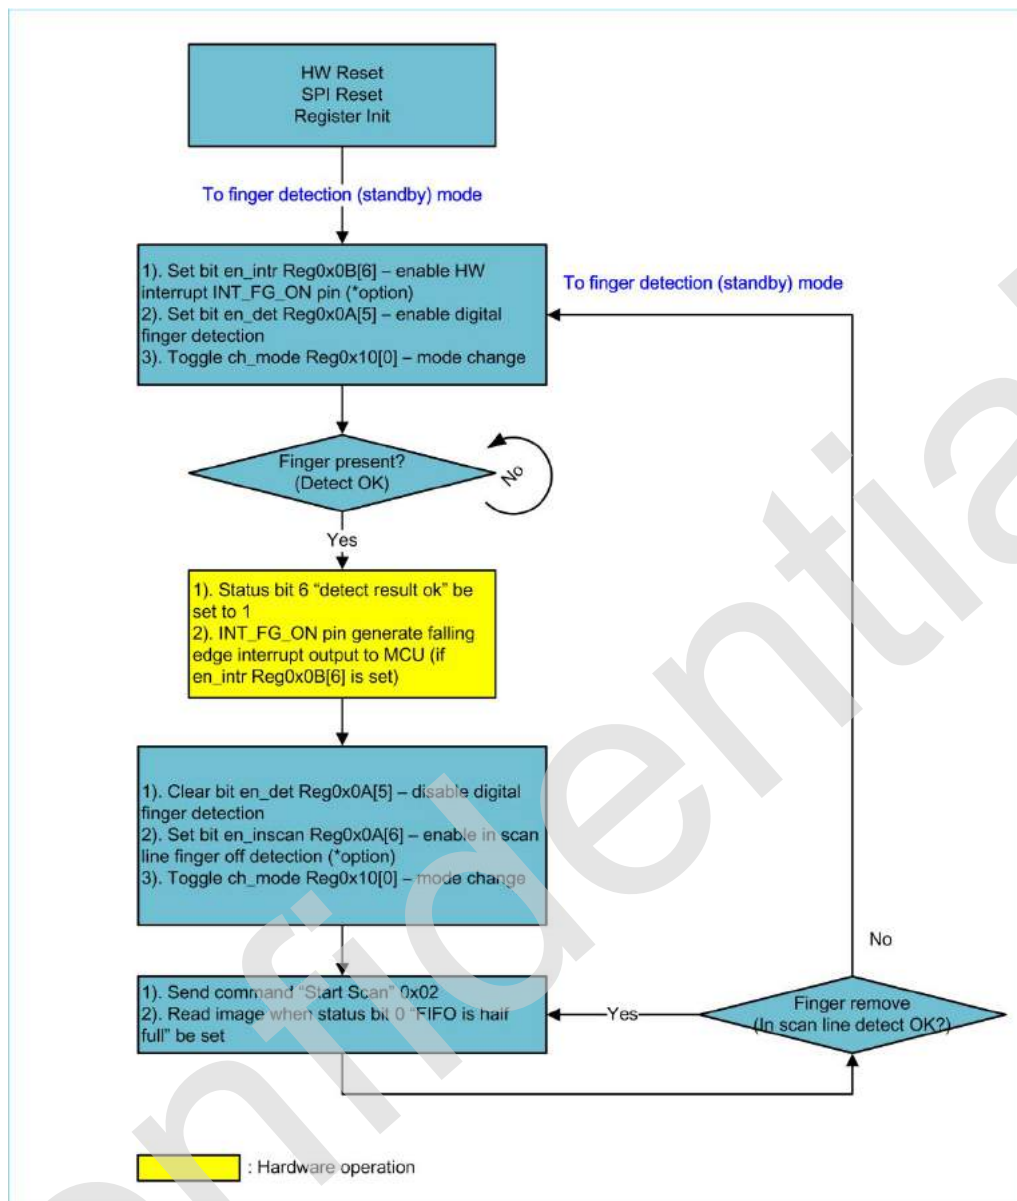 HW Reset
SPI Reset
Register Init
To finger detection (standby) mode
1). Set bit en_intr Reg0x0B[6] – enable HW
interrupt INT_FG_ON pin (*option)
2). Set bit en_det Reg0x0A[5] – enable digital
finger detection
3). Toggle ch_mode Reg0x10[0] – mode change
To finger detection (standby) mode
Finger present?
(Detect OK)
No
Yes
1). Status bit 6 “detect result ok” be
set to 1
2). INT_FG_ON pin generate falling
edge interrupt output to MCU (if
en_intr Reg0x0B[6] is set)
1). Clear bit en_det Reg0x0A[5] – disable digital
finger detection
2). Set bit en_inscan Reg0x0A[6] – enable in scan
line finger off detection (*option)
3). Toggle ch_mode Reg0x10[0] – mode change
No
1). Send command “Start Scan” 0x02
2). Read image when status bit 0 “FIFO is half
full” be set
Yes
Finger remove
(In scan line detect OK?)
: Hardware operation
onfidentia